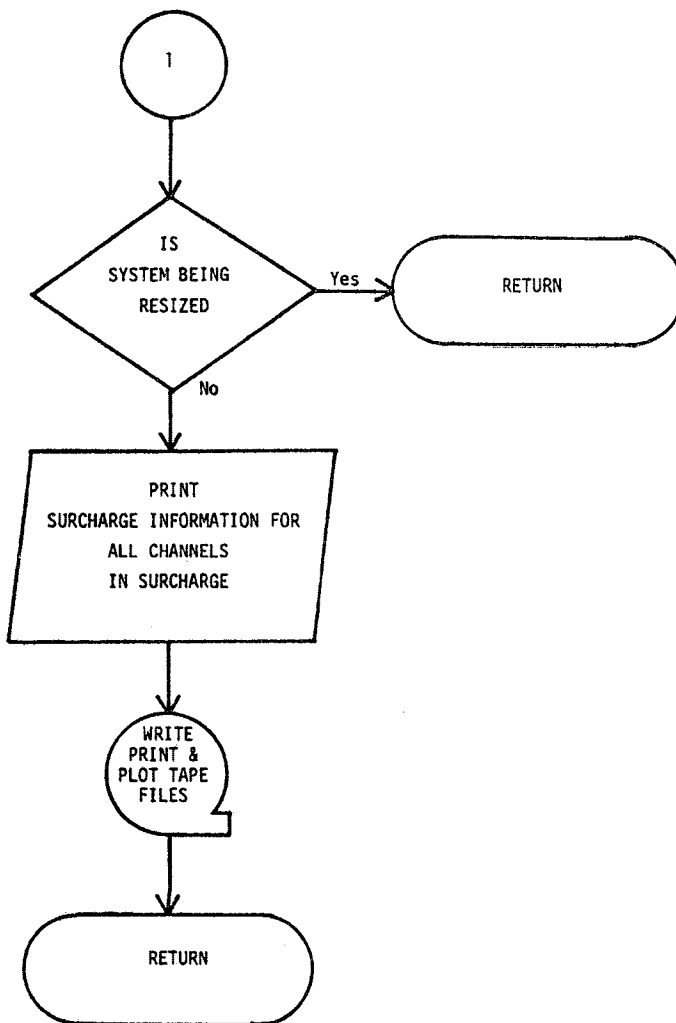 1
IS
SYSTEM BEING
RESIZED
Yes
RETURN
No
PRINT
SURCHARGE INFORMATION FOR
ALL CHANNELS
IN SURCHARGE
WRITE
PRINT &
PLOT TAPE
FILES
RETURN